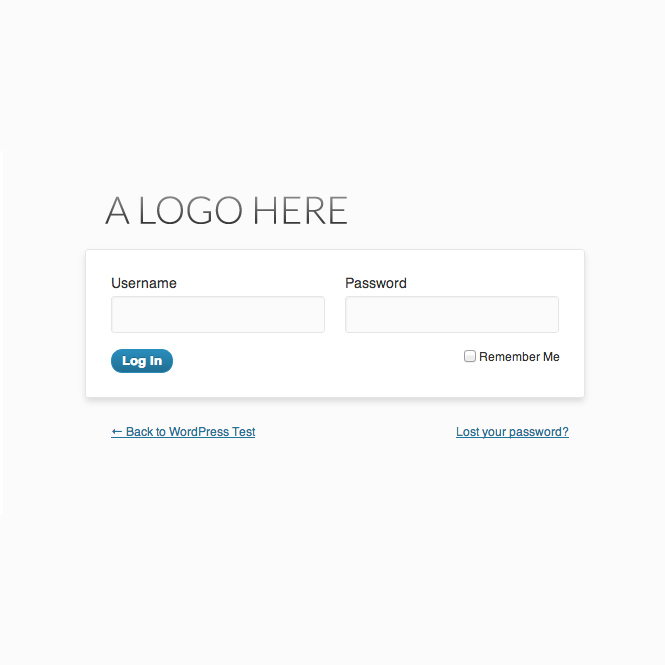 A LOGO HERE
Username
Password
Log In
Remember Me
← Back to WordPress Test
Lost your password?